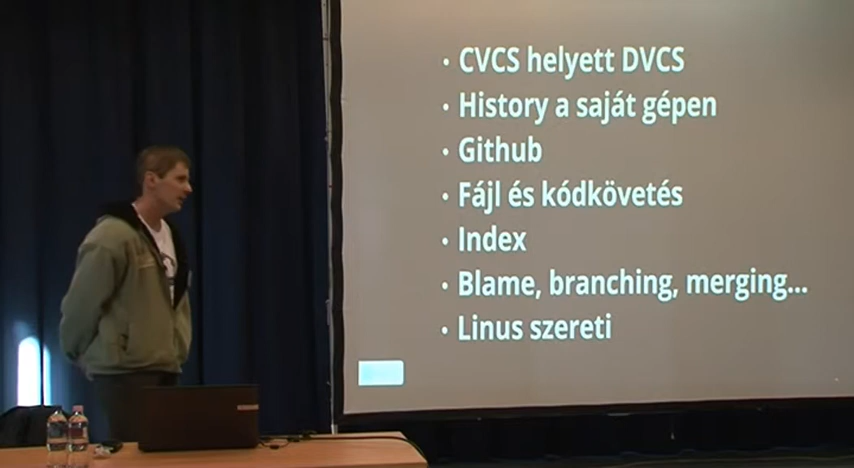 • CVCS helyett DVCS
• History a saját gépen
• Github
• Fájl és kódkövetés
• Index
• Blame, branching, merging...
• Linus szereti